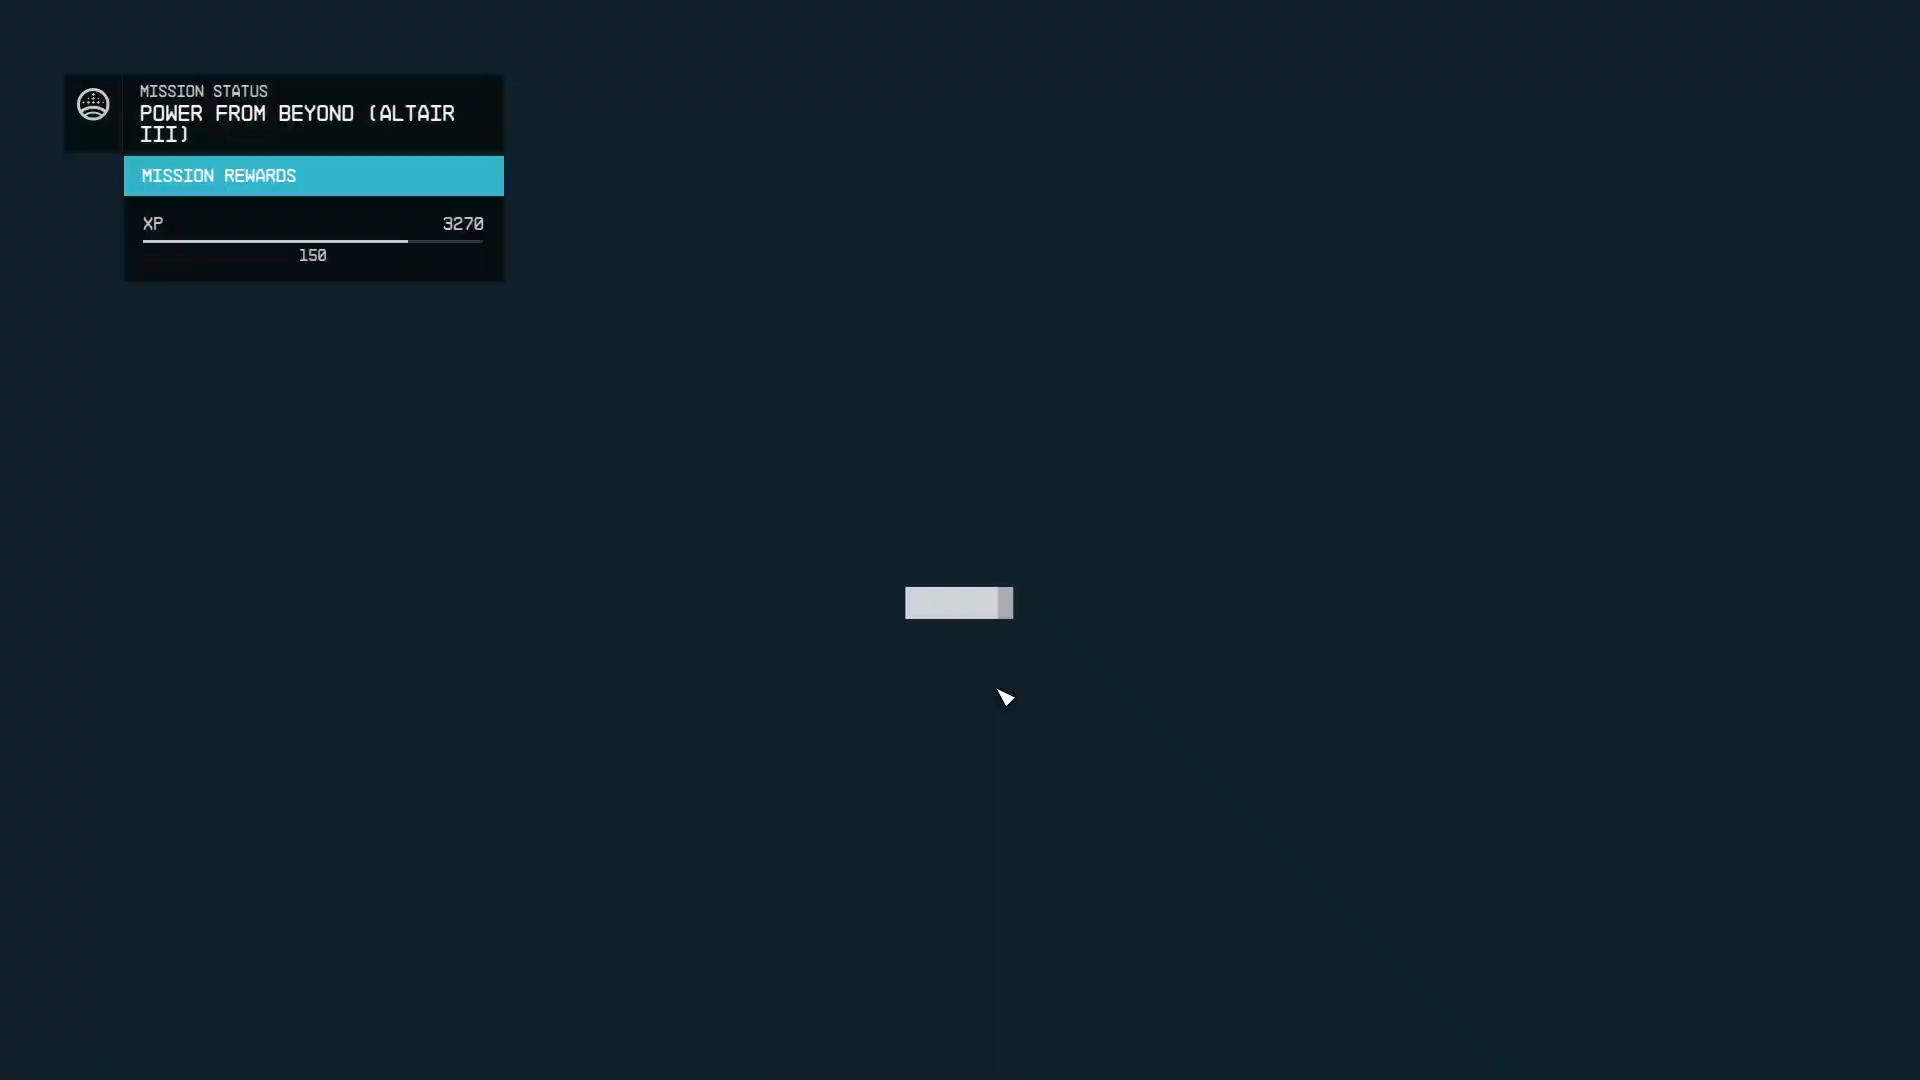 MISSION STATUS
POWER FROM BEYOND (ALTAIR
III)
MISSION REWARDS
XP 3270
150